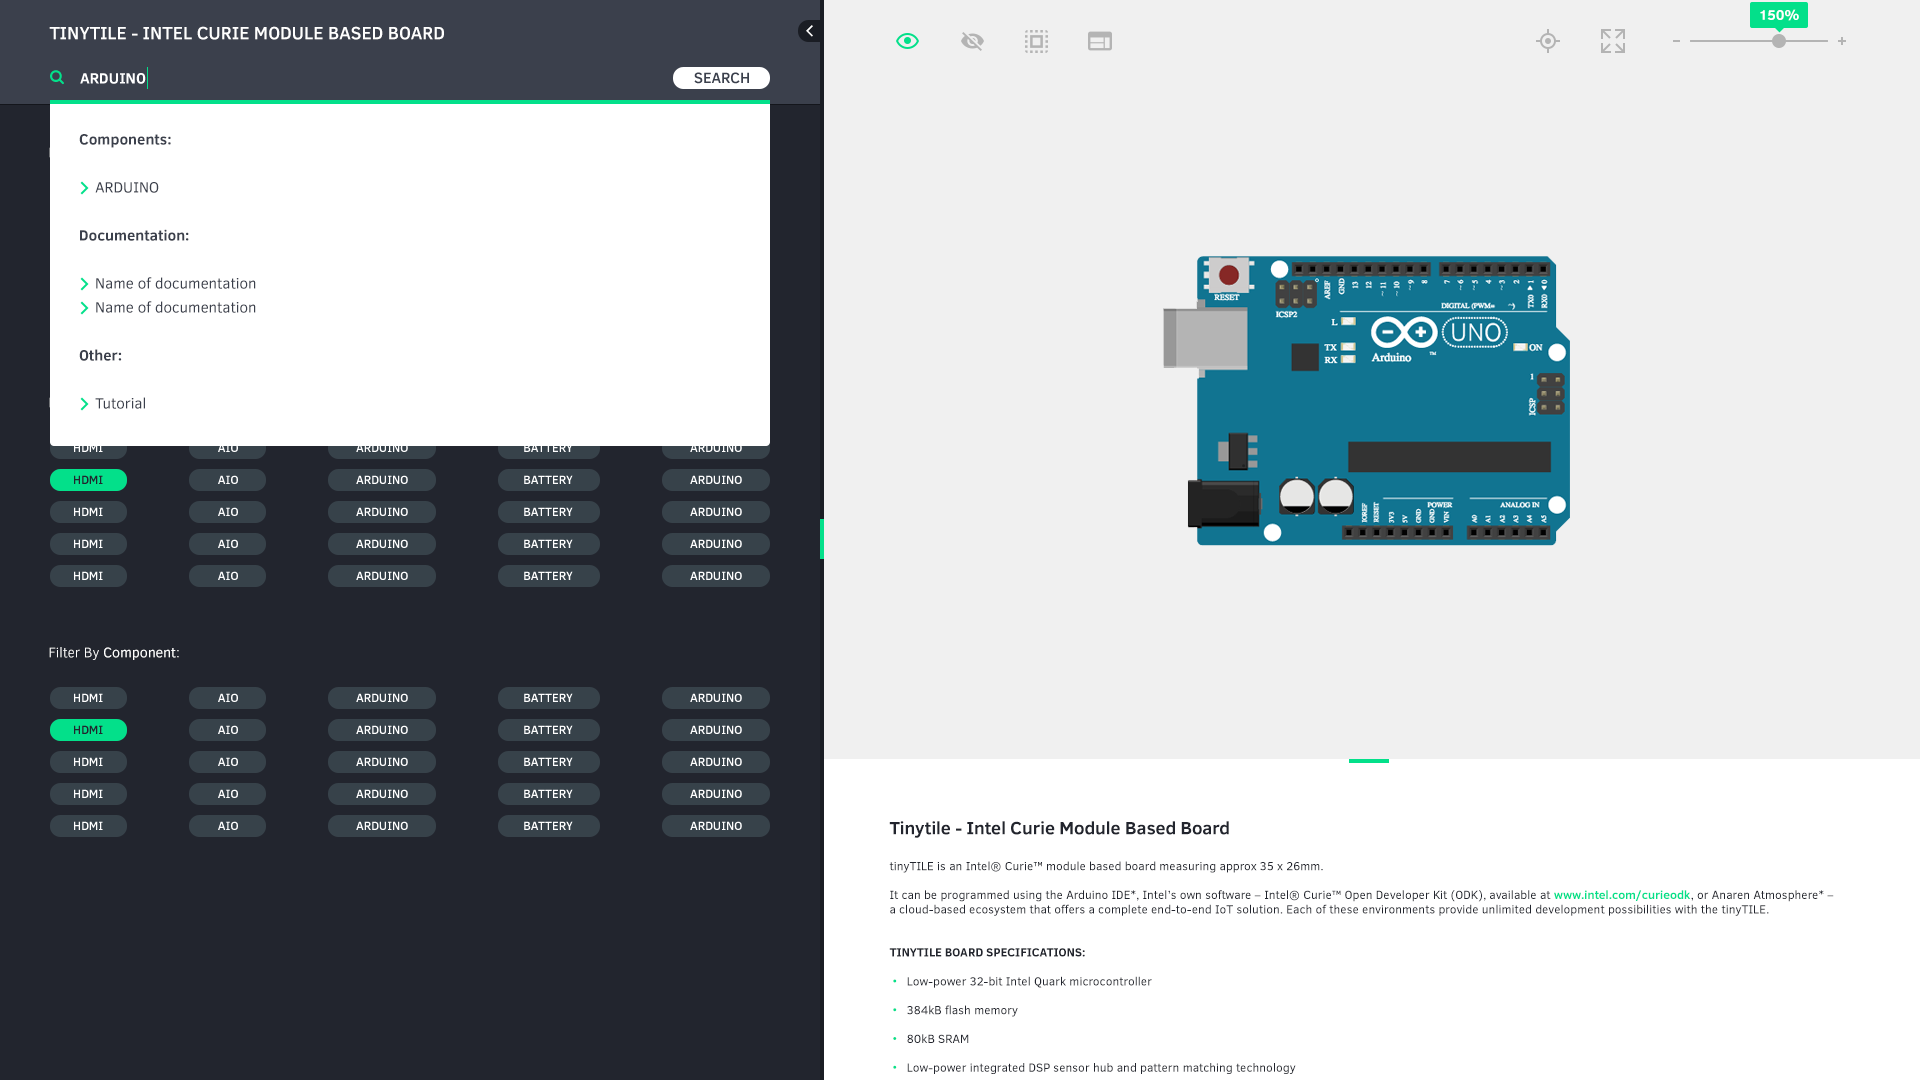 TINYTILE - INTEL CURIE MODULE BASED BOARD
ARDUINO
SEARCH
Components:
ARDUINO
Documentation:
Name of documentation
Name of documentation
Other:
Tutorial
HDMI AIO ARDUINO BATTERY ARDUINO
HDMI AIO ARDUINO BATTERY ARDUINO
HDMI AIO ARDUINO BATTERY ARDUINO
HDMI AIO ARDUINO BATTERY ARDUINO
HDMI AIO ARDUINO BATTERY ARDUINO
Filter By Component:
HDMI AIO ARDUINO BATTERY ARDUINO
HDMI AIO ARDUINO BATTERY ARDUINO
HDMI AIO ARDUINO BATTERY ARDUINO
HDMI AIO ARDUINO BATTERY ARDUINO
HDMI AIO ARDUINO BATTERY ARDUINO
150%
- +
RESET
ICSP2
AREF GND 13 12 ~11 ~10 ~9 8 7 ~6 ~5 4 ~3 2 TX0 ▶1 RX0 ◀0
DIGITAL (PWM= ~)
L
TX
RX
Arduino ™
UNO
ON
1
ICSP
POWER
ANALOG IN
IOREF RESET 3V3 5V GND GND VIN A0 A1 A2 A3 A4 A5
Tinytile - Intel Curie Module Based Board
tinyTILE is an Intel® Curie™ module based board measuring approx 35 x 26mm.
It can be programmed using the Arduino IDE*, Intel's own software – Intel® Curie™ Open Developer Kit (ODK), available at www.intel.com/curieodk, or Anaren Atmosphere* –
a cloud-based ecosystem that offers a complete end-to-end IoT solution. Each of these environments provide unlimited development possibilities with the tinyTILE.
TINYTILE BOARD SPECIFICATIONS:
• Low-power 32-bit Intel Quark microcontroller
• 384kB flash memory
• 80kB SRAM
• Low-power integrated DSP sensor hub and pattern matching technology